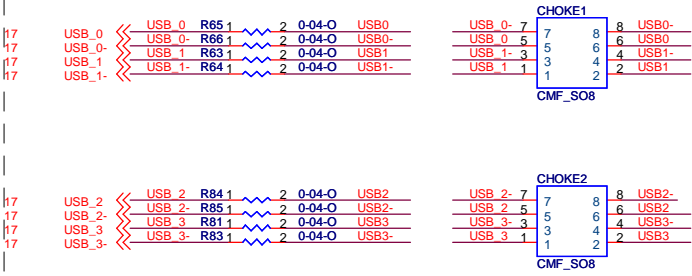 CHOKE1
17 USB_0 USB_0 R65 1 2 0-04-O USB0 USB_0- 7 7 8 8 USB0-
17 USB_0- USB_0- R66 1 2 0-04-O USB0- USB_0 5 5 6 6 USB0
17 USB_1 USB_1 R63 1 2 0-04-O USB1 USB_1- 3 3 4 4 USB1-
17 USB_1- USB_1- R64 1 2 0-04-O USB1- USB_1 1 1 2 2 USB1
CMF_SO8
CHOKE2
17 USB_2 USB_2 R84 1 2 0-04-O USB2 USB_2- 7 7 8 8 USB2-
17 USB_2- USB_2- R85 1 2 0-04-O USB2- USB_2 5 5 6 6 USB2
17 USB_3 USB_3 R81 1 2 0-04-O USB3 USB_3- 3 3 4 4 USB3-
17 USB_3- USB_3- R83 1 2 0-04-O USB3- USB_3 1 1 2 2 USB3
CMF_SO8